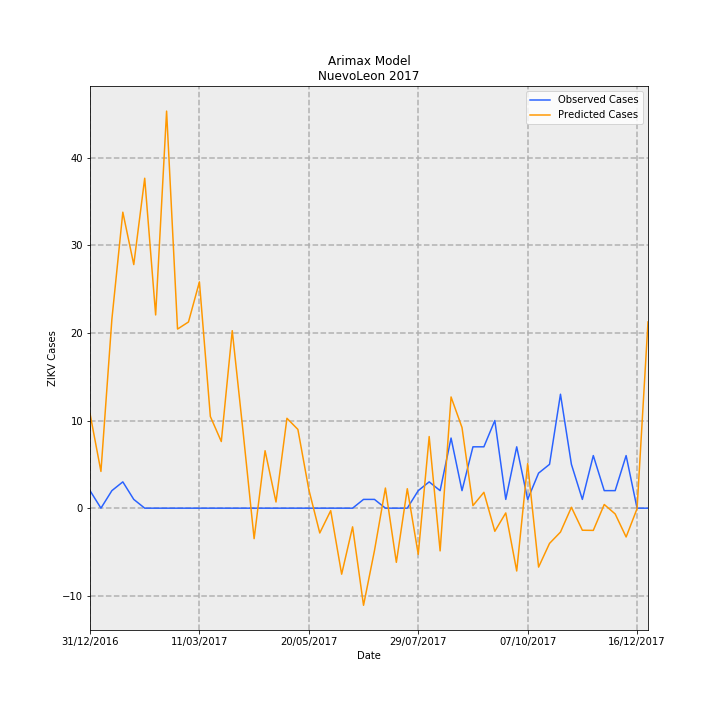 Arimax Model
NuevoLeon 2017
Observed Cases
Predicted Cases
ZIKV Cases
40
30
20
10
0
−10
31/12/2016
11/03/2017
20/05/2017
29/07/2017
07/10/2017
16/12/2017
Date